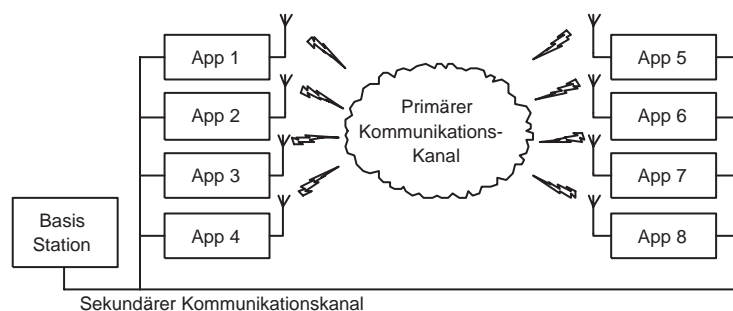 App 1
App 2
App 3
App 4
Primärer
Kommunikations-
Kanal
App 5
App 6
App 7
App 8
Basis
Station
Sekundärer Kommunikationskanal